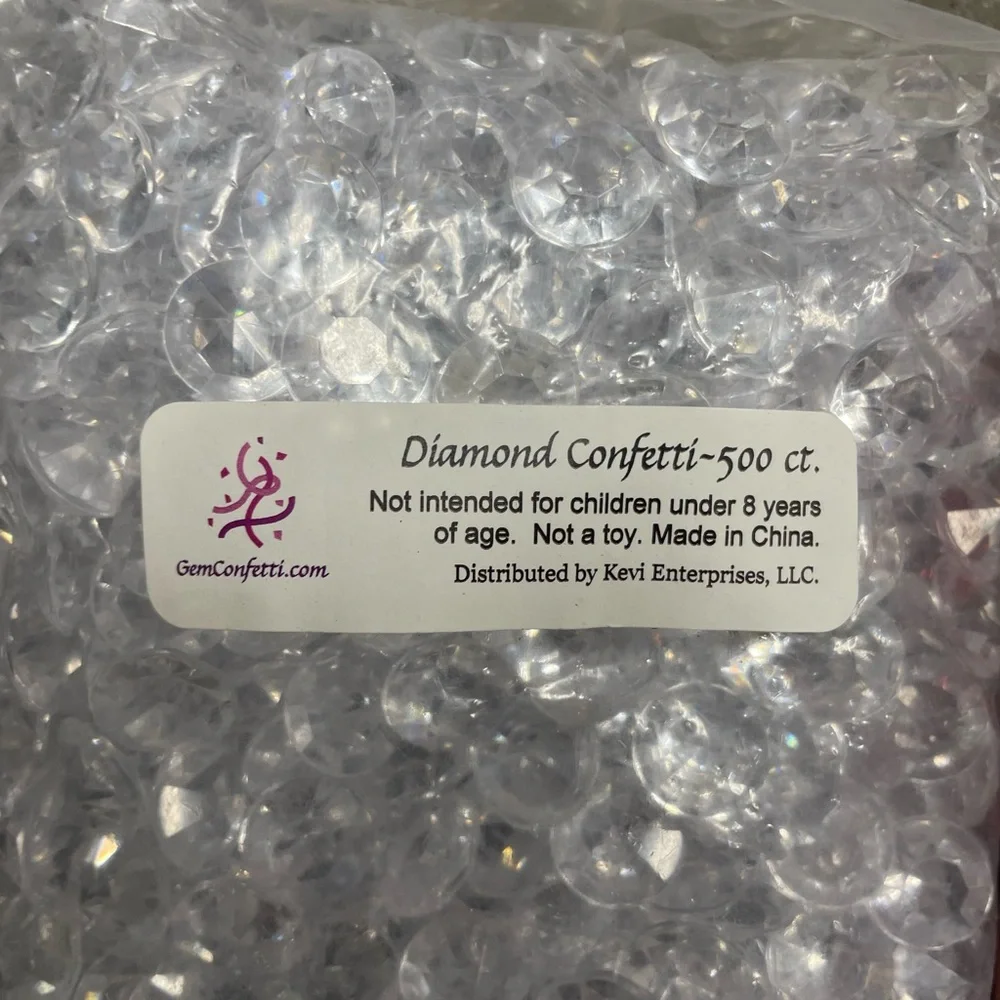 Diamond Confetti~500 ct.
Not intended for children under 8 years
of age.  Not a toy. Made in China.
Distributed by Kevi Enterprises, LLC.
GemConfetti.com